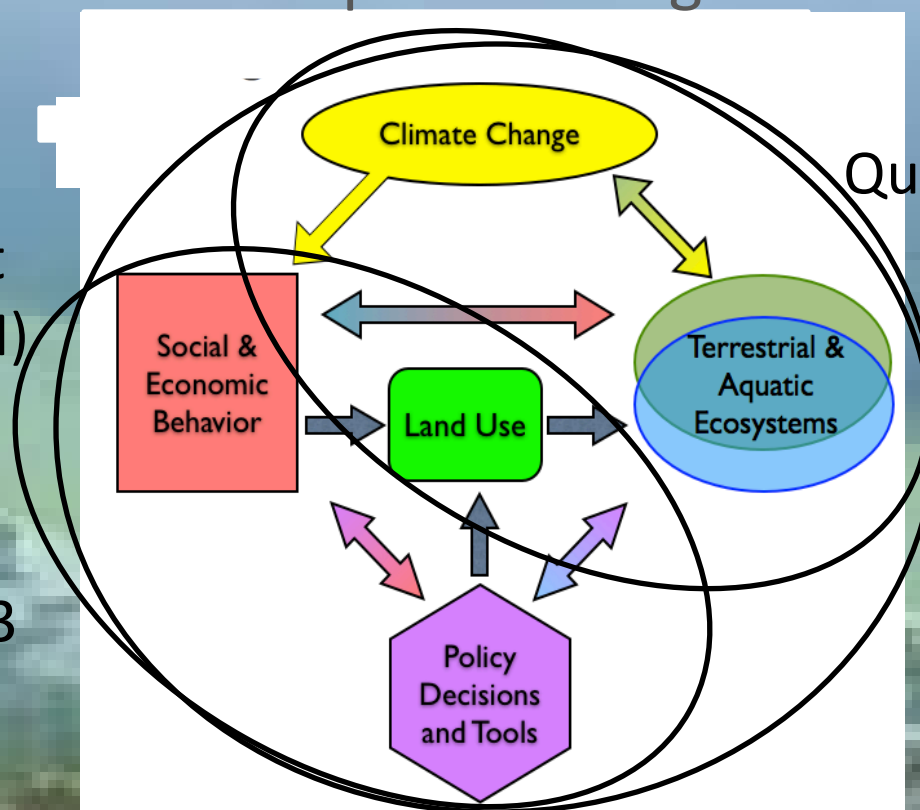 Qu
Climate Change
Social &
Economic
Behavior
Land Use
Terrestrial &
Aquatic
Ecosystems
Policy
Decisions
and Tools